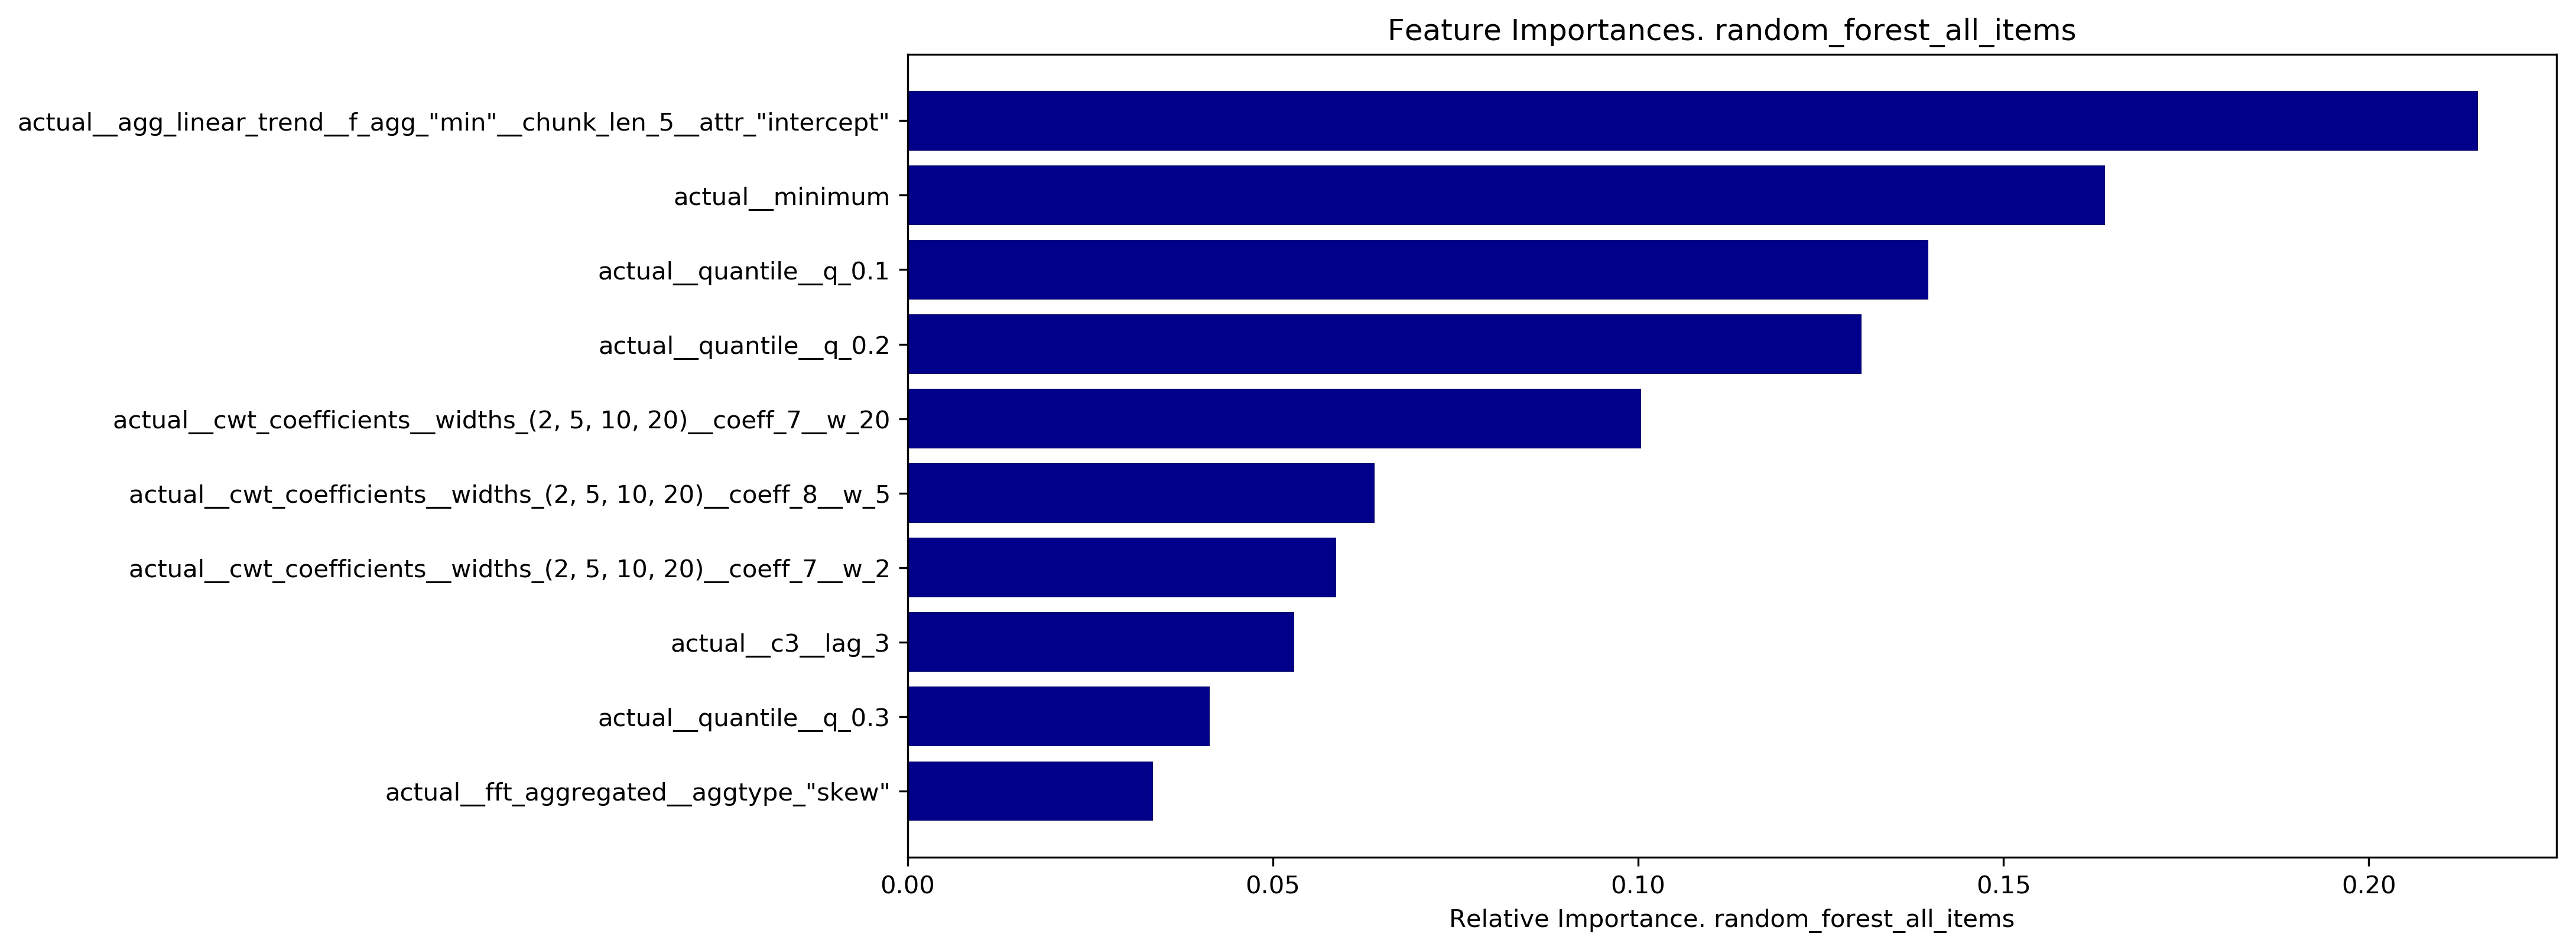 Feature Importances. random_forest_all_items
actual__agg_linear_trend__f_agg_"min"__chunk_len_5__attr_"intercept"
actual__minimum
actual__quantile__q_0.1
actual__quantile__q_0.2
actual__cwt_coefficients__widths_(2, 5, 10, 20)__coeff_7__w_20
actual__cwt_coefficients__widths_(2, 5, 10, 20)__coeff_8__w_5
actual__cwt_coefficients__widths_(2, 5, 10, 20)__coeff_7__w_2
actual__c3__lag_3
actual__quantile__q_0.3
actual__fft_aggregated__aggtype_"skew"
0.00 0.05 0.10 0.15 0.20
Relative Importance. random_forest_all_items